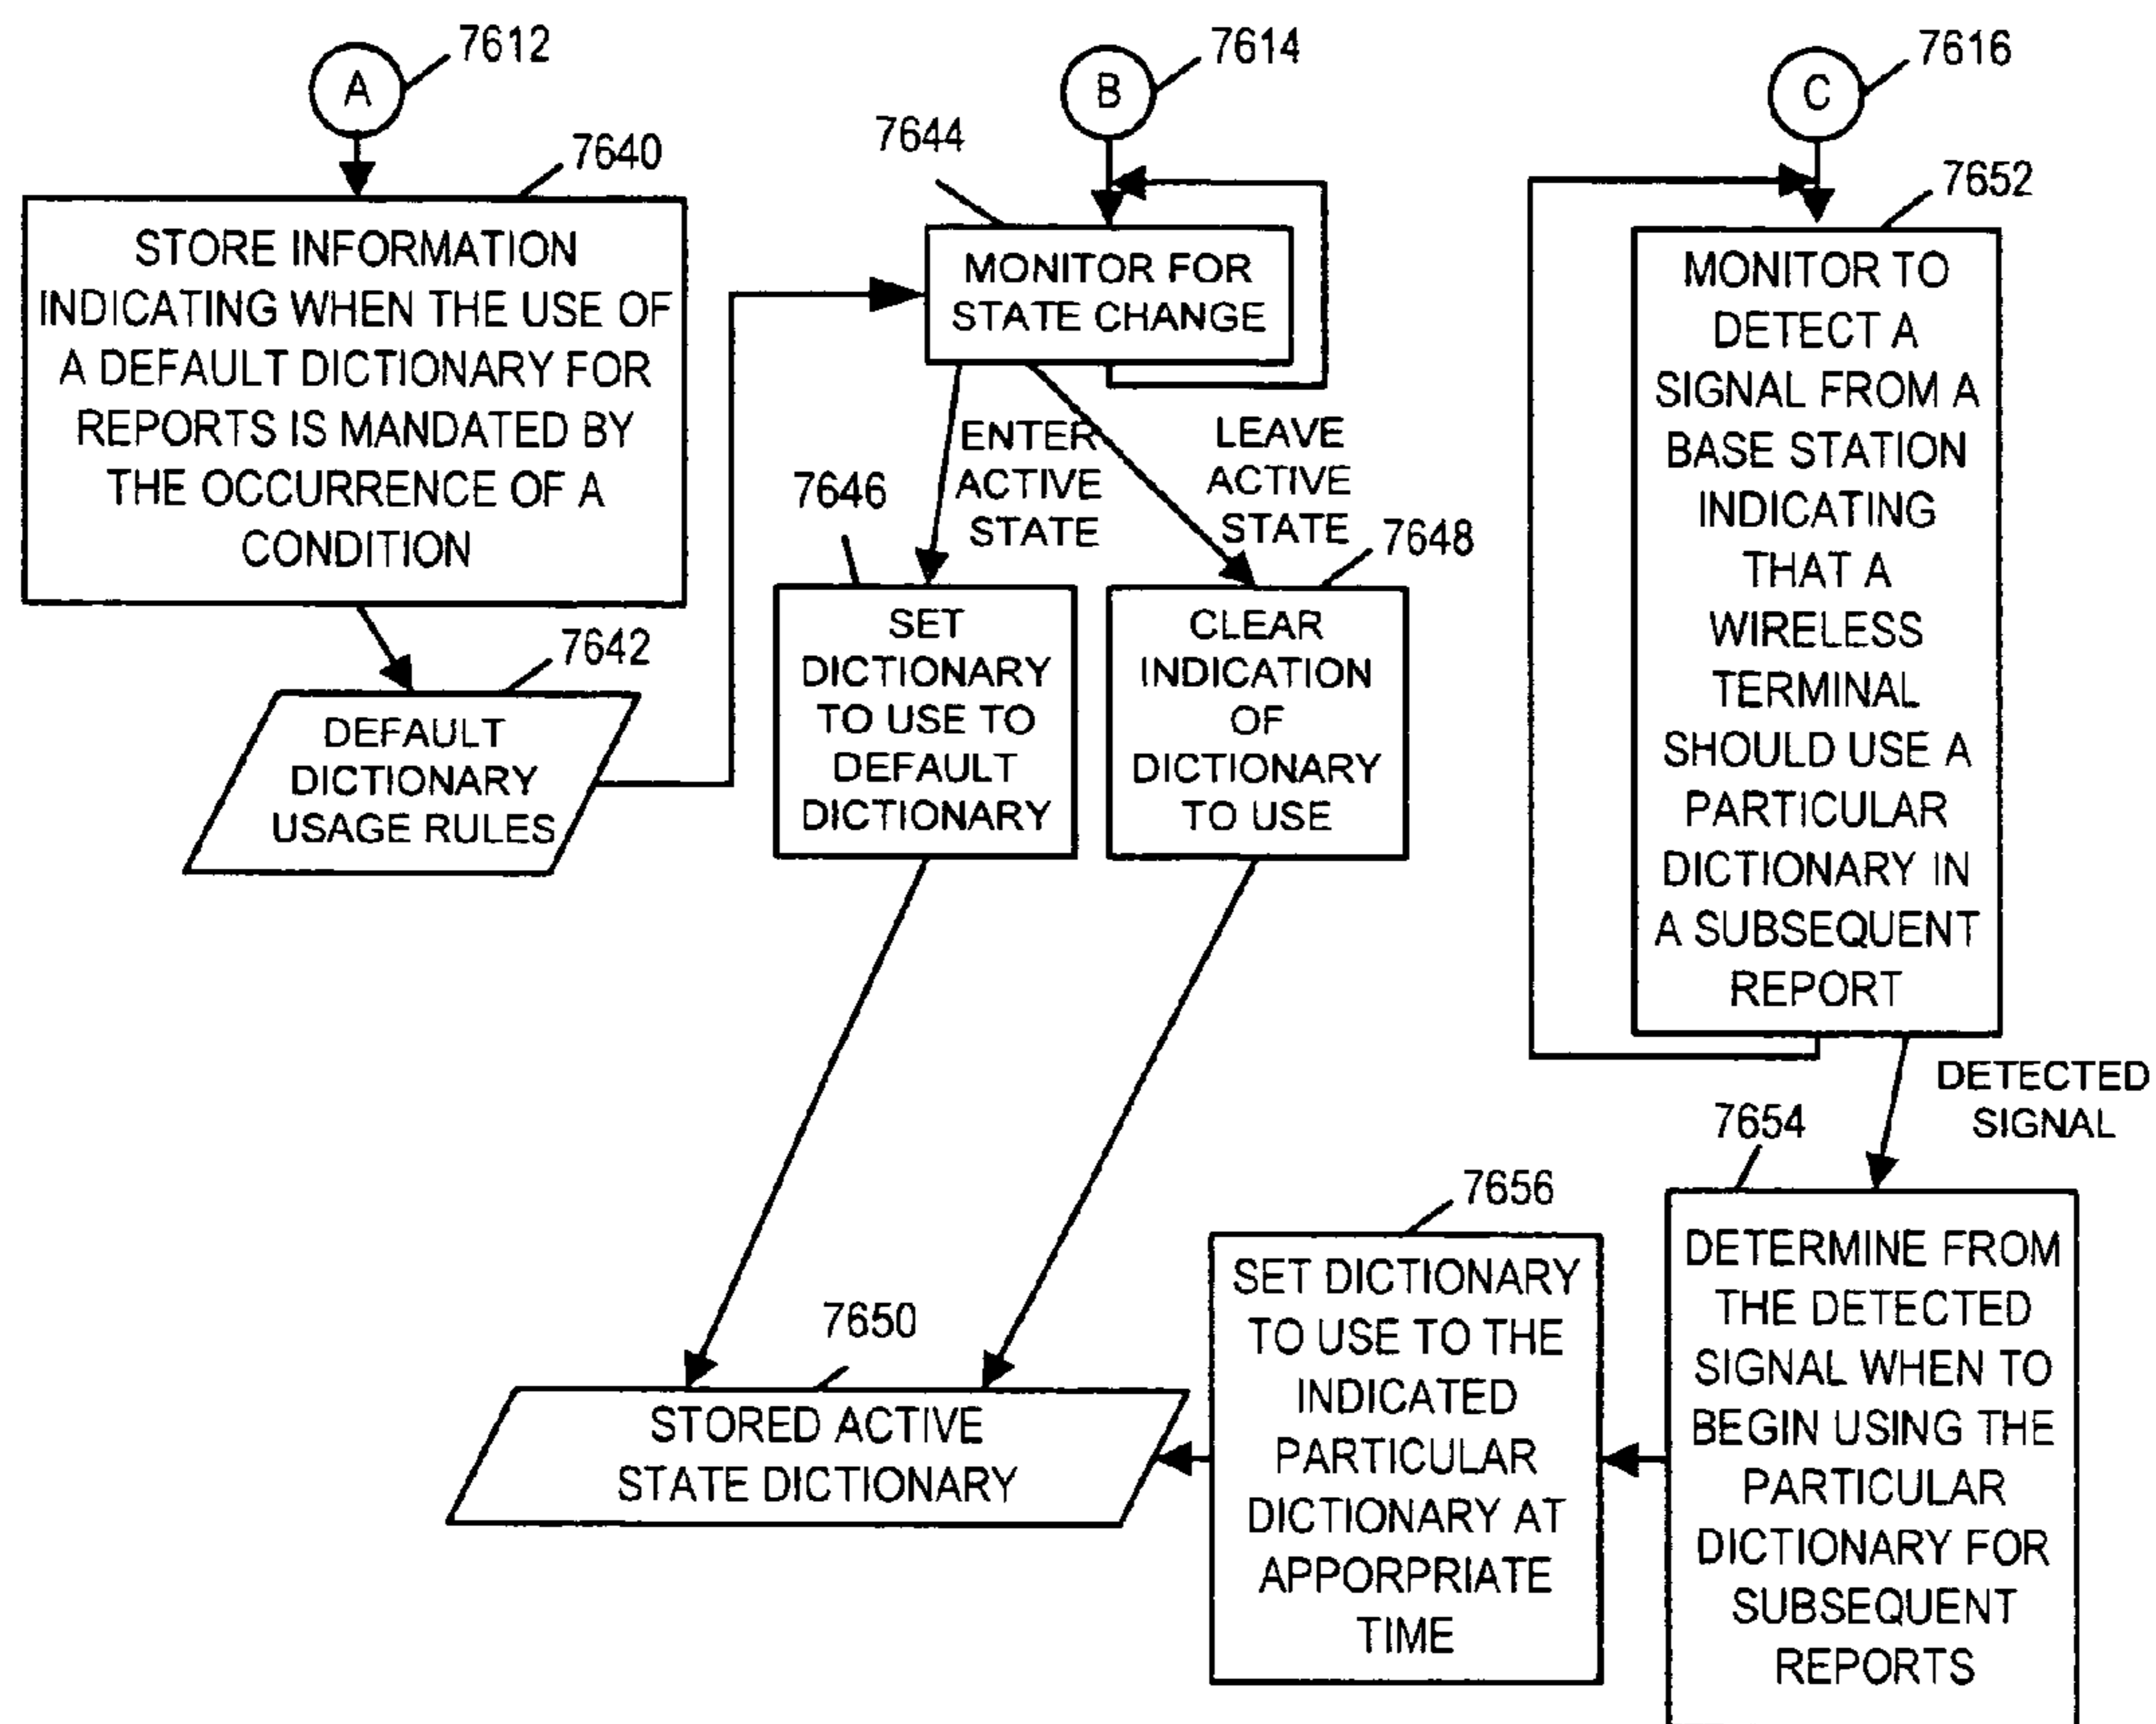 A
7612
7640
STORE INFORMATION
INDICATING WHEN THE USE OF
A DEFAULT DICTIONARY FOR
REPORTS IS MANDATED BY
THE OCCURRENCE OF A
CONDITION
7642
DEFAULT
DICTIONARY
USAGE RULES
B
7614
7644
MONITOR FOR
STATE CHANGE
ENTER
ACTIVE
STATE
LEAVE
ACTIVE
STATE
7646
SET
DICTIONARY
TO USE TO
DEFAULT
DICTIONARY
7648
CLEAR
INDICATION
OF
DICTIONARY
TO USE
7650
STORED ACTIVE
STATE DICTIONARY
C
7616
7652
MONITOR TO
DETECT A
SIGNAL FROM A
BASE STATION
INDICATING
THAT A
WIRELESS
TERMINAL
SHOULD USE A
PARTICULAR
DICTIONARY IN
A SUBSEQUENT
REPORT
DETECTED
SIGNAL
7654
DETERMINE FROM
THE DETECTED
SIGNAL WHEN TO
BEGIN USING THE
PARTICULAR
DICTIONARY FOR
SUBSEQUENT
REPORTS
7656
SET DICTIONARY
TO USE TO THE
INDICATED
PARTICULAR
DICTIONARY AT
APPORPRIATE
TIME